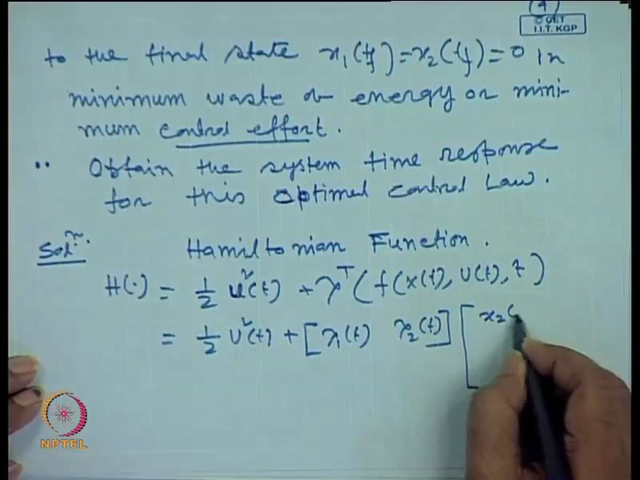 (4)
© CET
I.I.T. KGP
to the final state x₁(tf) = x₂(tf) = 0 in
minimum waste of energy or mini-
mum control effort.
Obtain the system time response
for this optimal control Law.
Solⁿ. Hamiltonian Function.
H(·) = 1/2 u²(t) + λᵀ(f(x(t), u(t), t)
= 1/2 u²(t) + [λ₁(t) λ₂(t)] [ x₂(
NPTEL